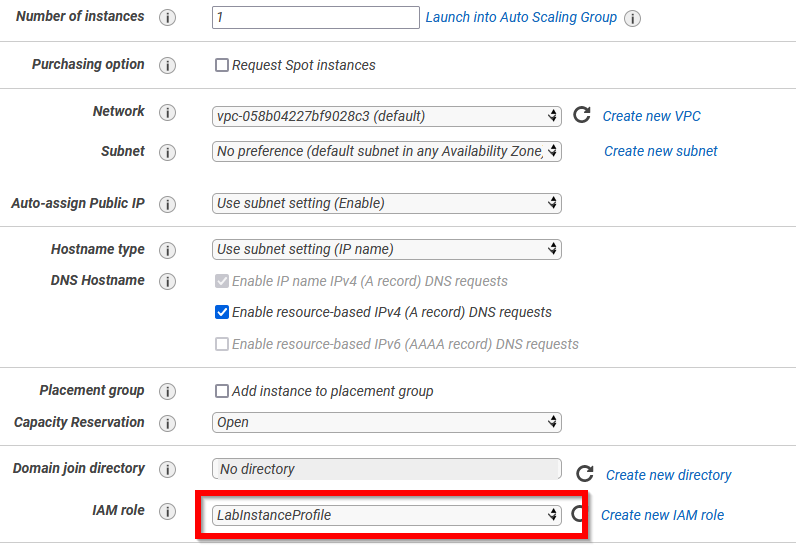 Number of instances i 1 Launch into Auto Scaling Group i
Purchasing option i Request Spot instances
Network i vpc-058b04227bf9028c3 (default) Create new VPC
Subnet i No preference (default subnet in any Availability Zone) Create new subnet
Auto-assign Public IP i Use subnet setting (Enable)
Hostname type i Use subnet setting (IP name)
DNS Hostname i Enable IP name IPv4 (A record) DNS requests
Enable resource-based IPv4 (A record) DNS requests
Enable resource-based IPv6 (AAAA record) DNS requests
Placement group i Add instance to placement group
Capacity Reservation i Open
Domain join directory i No directory Create new directory
IAM role i LabInstanceProfile Create new IAM role